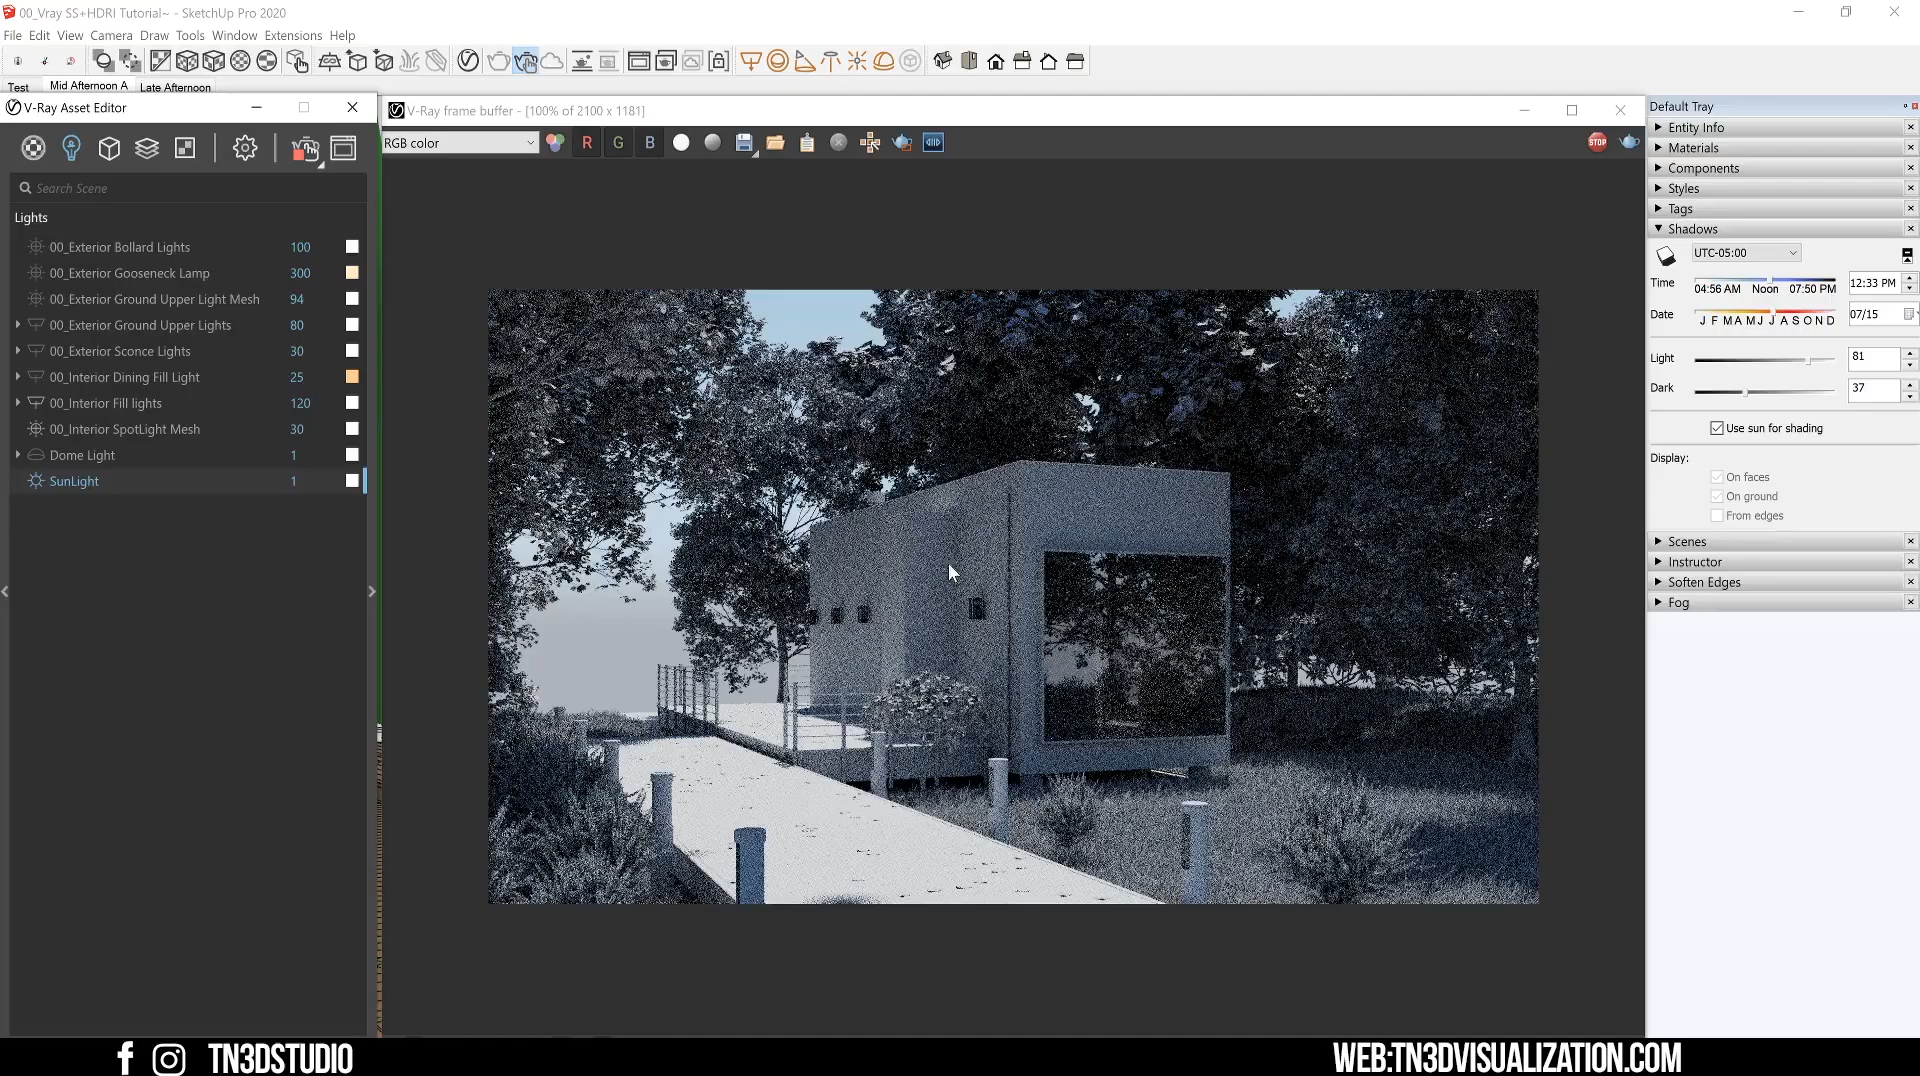 00_Vray SS+HDRI Tutorial~ - SketchUp Pro 2020
File Edit View Camera Draw Tools Window Extensions Help
Test Mid Afternoon A Late Afternoon
V-Ray Asset Editor
Search Scene
Lights
00_Exterior Bollard Lights 100
00_Exterior Gooseneck Lamp 300
00_Exterior Ground Upper Light Mesh 94
00_Exterior Ground Upper Lights 80
00_Exterior Sconce Lights 30
00_Interior Dining Fill Light 25
00_Interior Fill lights 120
00_Interior SpotLight Mesh 30
Dome Light 1
SunLight 1
V-Ray frame buffer - [100% of 2100 x 1181]
RGB color R G B STOP
Default Tray
Entity Info
Materials
Components
Styles
Tags
Shadows
UTC-05:00
Time 04:56 AM Noon 07:50 PM 12:33 PM
Date J F M A M J J A S O N D 07/15
Light 81
Dark 37
Use sun for shading
Display:
On faces
On ground
From edges
Scenes
Instructor
Soften Edges
Fog
f TN3DSTUDIO
WEB:TN3DVISUALIZATION.COM